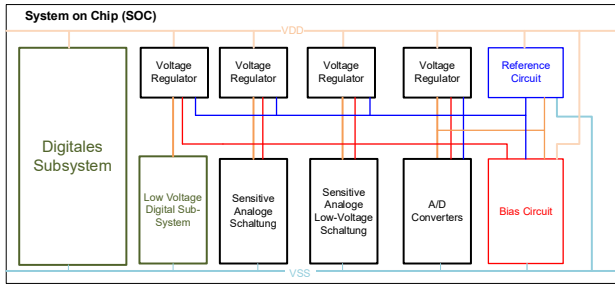 System on Chip (SOC)
VDD
Voltage
Regulator
Voltage
Regulator
Voltage
Regulator
Voltage
Regulator
Reference
Circuit
Digitales
Subsystem
Low Voltage
Digital Sub-
System
Sensitive
Analoge
Schaltung
Sensitive
Analoge
Low-Voltage
Schaltung
A/D
Converters
Bias Circuit
VSS